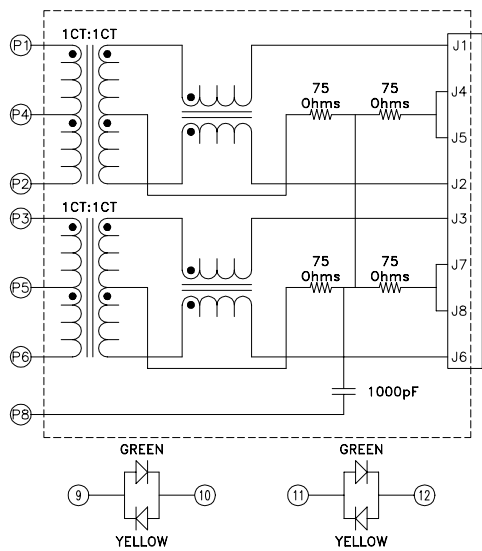 1CT:1CT
P1
J1
75
Ohms
75
Ohms
J4
P4
J5
P2
J2
1CT:1CT
P3
J3
75
Ohms
75
Ohms
J7
P5
J8
P6
J6
1000pF
P8
GREEN
GREEN
9
10
11
12
YELLOW
YELLOW